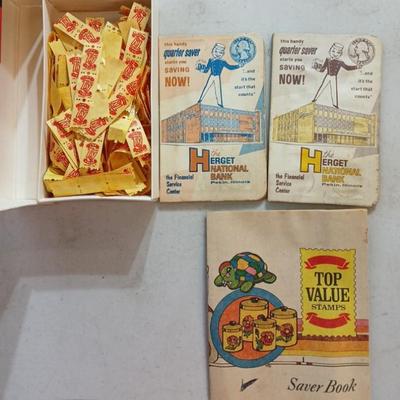 this handy
quarter saver
starts you
SAVING
NOW!
...and
it's the
start that
counts"
the
HERGET
NATIONAL
BANK
Pekin, Illinois
the Financial
Service
Center
this handy
quarter saver
starts you
SAVING
NOW!
...and
it's the
start that
counts"
the
HERGET
NATIONAL
BANK
Pekin, Illinois
the Financial
Service
Center
TOP
VALUE
STAMPS
Saver Book